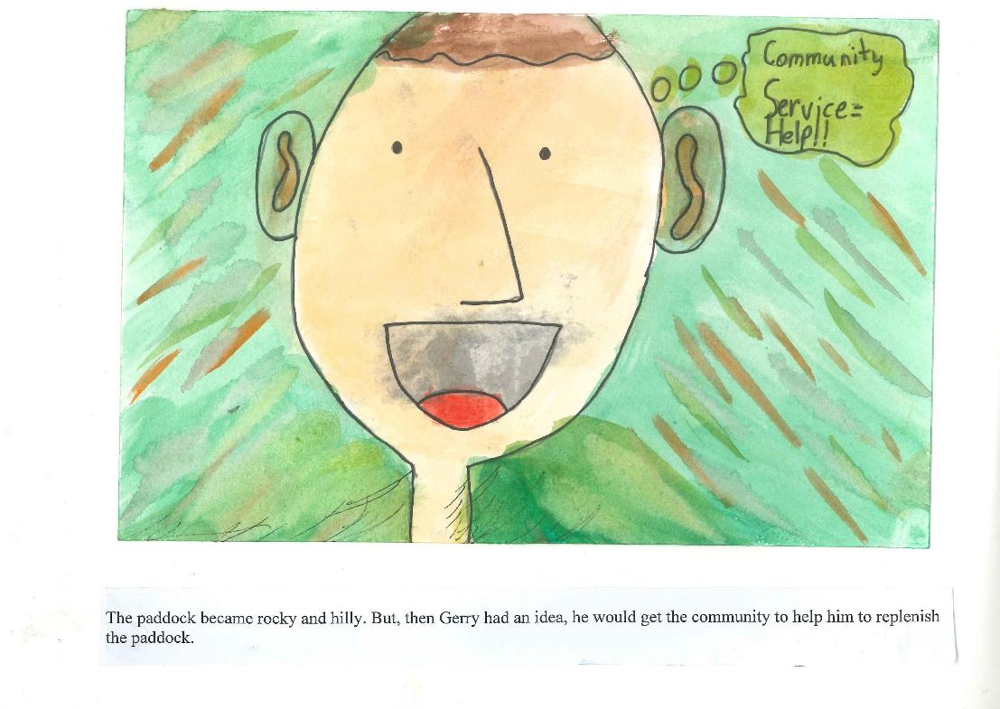 Community
Service=
Help!!
The paddock became rocky and hilly. But, then Gerry had an idea, he would get the community to help him to replenish
the paddock.